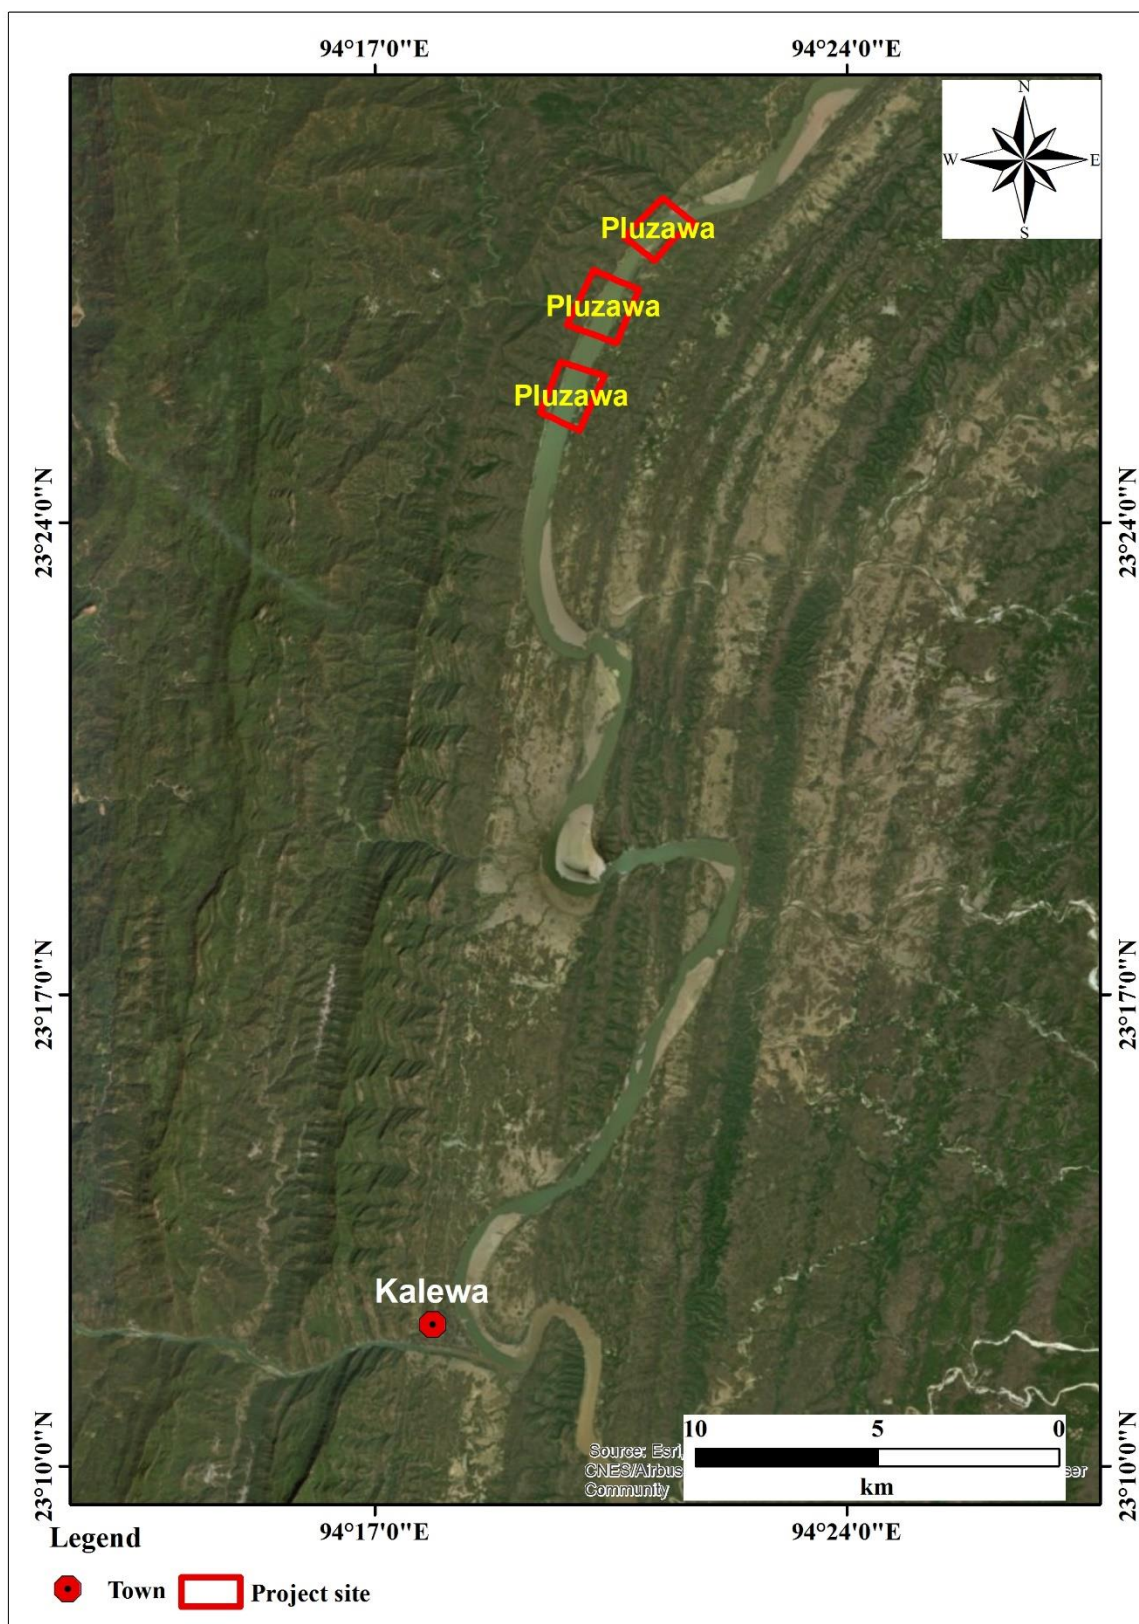 94°17'0"E 94°24'0"E
N
W E
S
Pluzawa
Pluzawa
Pluzawa
23°24'0"N 23°24'0"N
23°17'0"N 23°17'0"N
Kalewa
10 5 0
km
Source: Esri,
CNES/Airbus
ser
Community
23°10'0"N 23°10'0"N
94°17'0"E 94°24'0"E
Legend
Town Project site